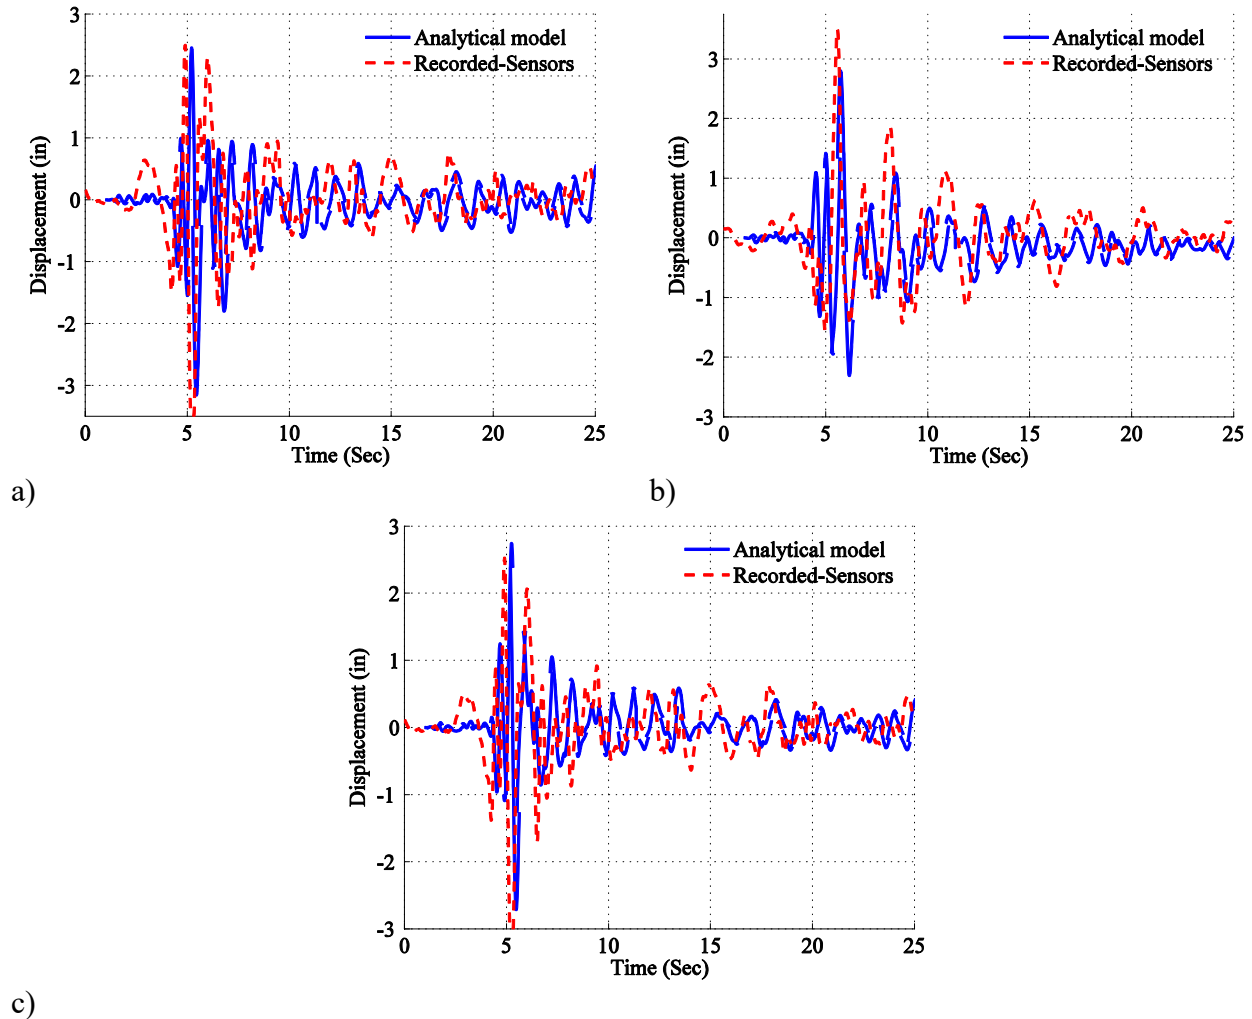 3
2
1
0
-1
-2
-3
0 5 10 15 20 25
Displacement (in)
Time (Sec)
Analytical model
Recorded-Sensors
a)
3
2
1
0
-1
-2
-3
0 5 10 15 20 25
Displacement (in)
Time (Sec)
Analytical model
Recorded-Sensors
b)
3
2
1
0
-1
-2
-3
0 5 10 15 20 25
Displacement (in)
Time (Sec)
Analytical model
Recorded-Sensors
c)